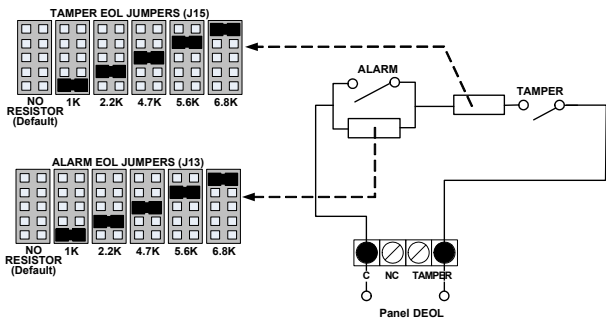 TAMPER EOL JUMPERS (J15)
NO RESISTOR (Default)
1K
2.2K
4.7K
5.6K
6.8K
ALARM
TAMPER
ALARM EOL JUMPERS (J13)
NO RESISTOR (Default)
1K
2.2K
4.7K
5.6K
6.8K
C
NC
TAMPER
Panel DEOL